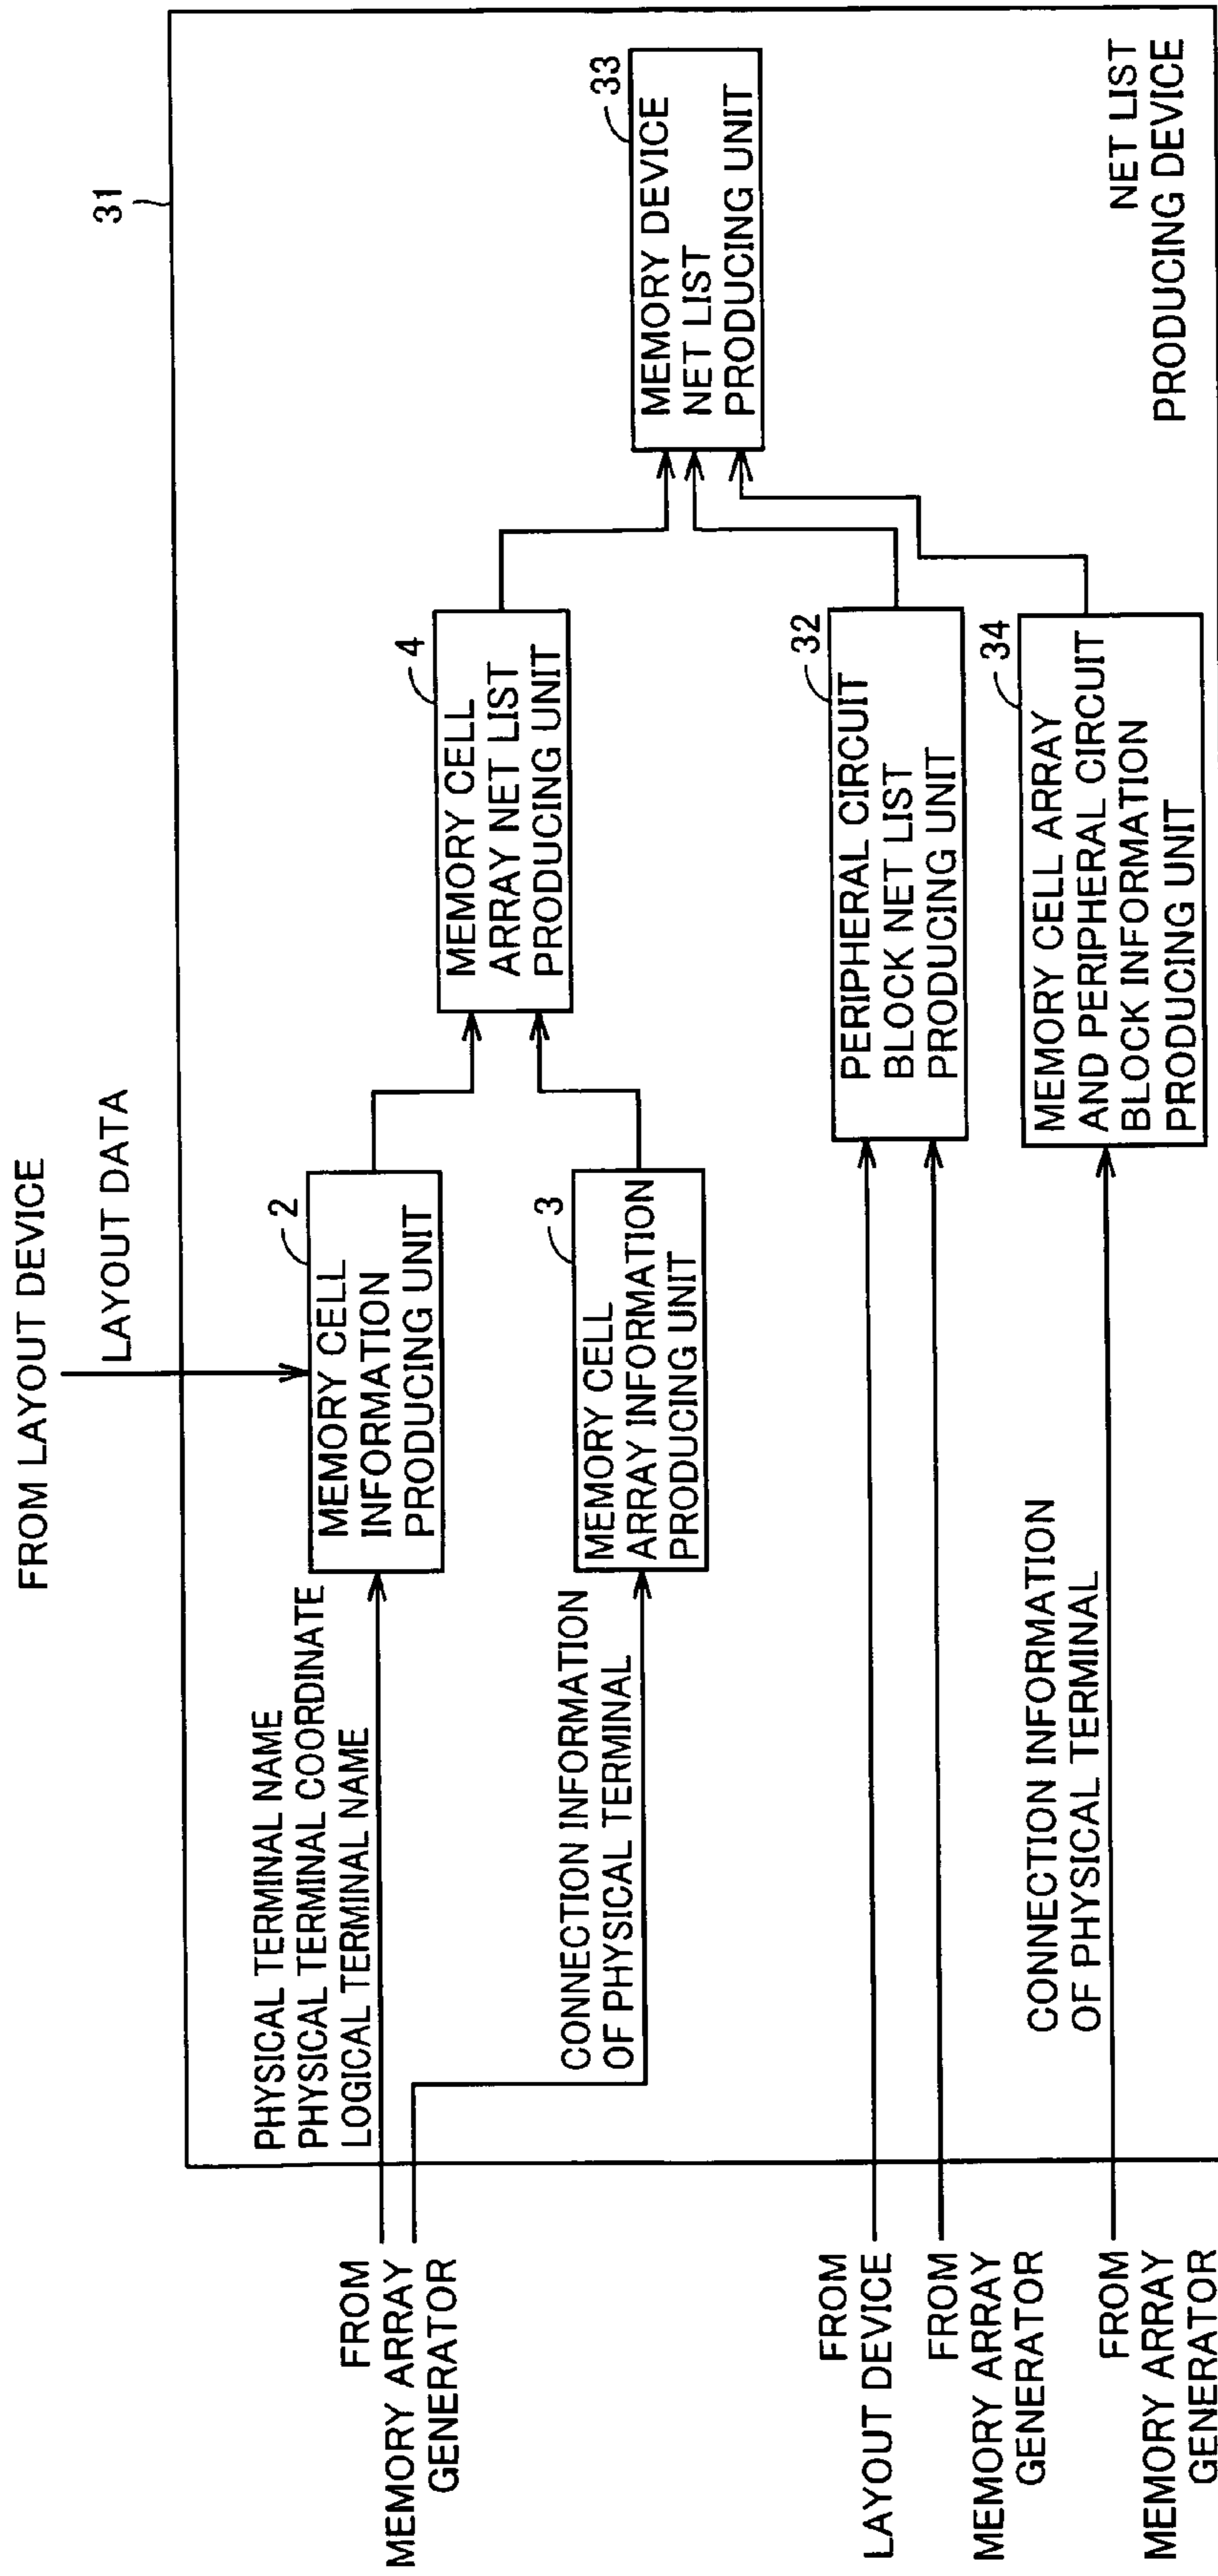 FROM LAYOUT DEVICE
LAYOUT DATA
31
PHYSICAL TERMINAL NAME
PHYSICAL TERMINAL COORDINATE
LOGICAL TERMINAL NAME
FROM
MEMORY ARRAY
GENERATOR
2
MEMORY CELL
INFORMATION
PRODUCING UNIT
CONNECTION INFORMATION
OF PHYSICAL TERMINAL
3
MEMORY CELL
ARRAY INFORMATION
PRODUCING UNIT
4
MEMORY CELL
ARRAY NET LIST
PRODUCING UNIT
33
MEMORY DEVICE
NET LIST
PRODUCING UNIT
FROM
LAYOUT DEVICE
FROM
MEMORY ARRAY
GENERATOR
32
PERIPHERAL CIRCUIT
BLOCK NET LIST
PRODUCING UNIT
FROM
MEMORY ARRAY
GENERATOR
CONNECTION INFORMATION
OF PHYSICAL TERMINAL
34
MEMORY CELL ARRAY
AND PERIPHERAL CIRCUIT
BLOCK INFORMATION
PRODUCING UNIT
NET LIST
PRODUCING DEVICE